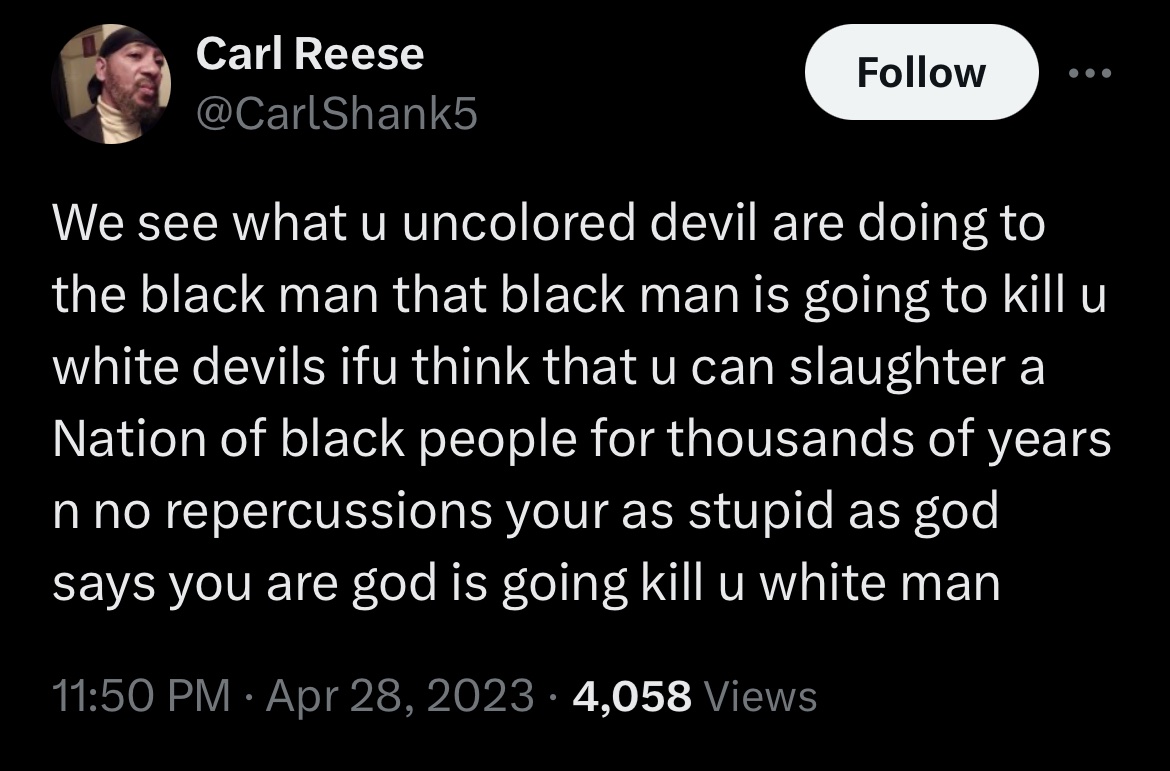 Carl Reese
Follow
@CarlShank5
We see what u uncolored devil are doing to
the black man that black man is going to kill u
white devils ifu think that u can slaughter a
Nation of black people for thousands of years
n no repercussions your as stupid as god
says you are god is going kill u white man
11:50 PM · Apr 28, 2023 · 4,058 Views